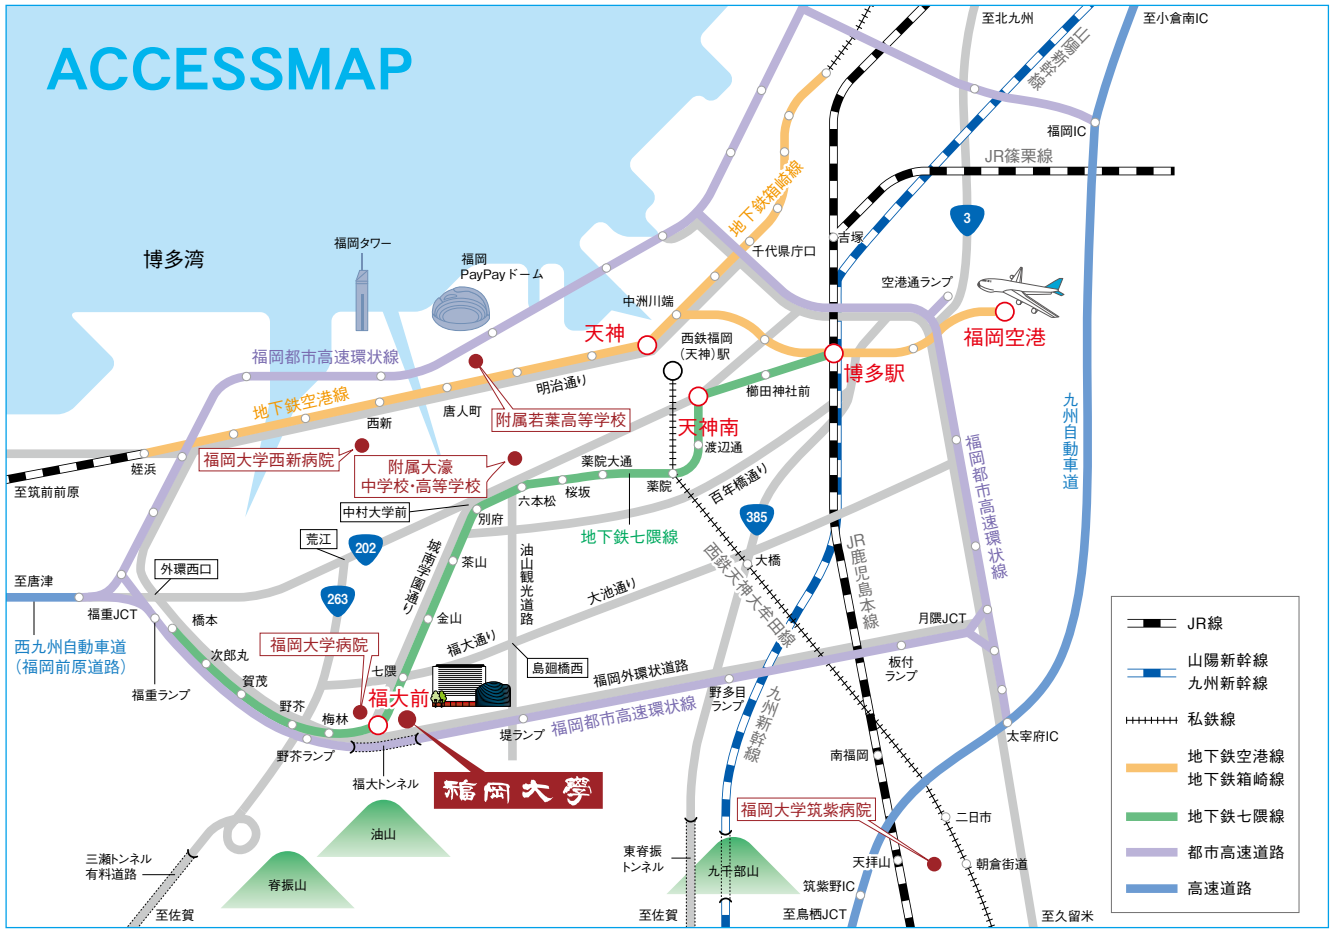 ACCESSMAP
至北九州
至小倉南IC
山陽新幹線
福岡IC
JR篠栗線
地下鉄箱崎線
3
博多湾
福岡タワー
福岡
PayPayドーム
千代県庁口
吉塚
空港通ランプ
中洲川端
天神
西鉄福岡
(天神)駅
福岡空港
福岡都市高速環状線
博多駅
地下鉄空港線
明治通り
櫛田神社前
唐人町
附属若葉高等学校
西新
天神南
渡辺通
九州自動車道
福岡都市高速環状線
姪浜
福岡大学西新病院
附属大濠
中学校・高等学校
薬院大通
薬院
至筑前前原
六本松
桜坂
百年橋通り
中村大学前
別府
385
地下鉄七隈線
荒江
202
城南学園通り
茶山
油山観光道路
西鉄天神大牟田線
大橋
JR鹿児島本線
外環西口
至唐津
263
大池通り
福重JCT
橋本
金山
月隈JCT
西九州自動車道
(福岡前原道路)
福岡大学病院
福大通り
次郎丸
七隈
島廻橋西
福岡外環状道路
板付
ランプ
賀茂
福重ランプ
福大前
野多目
ランプ
九州新幹線
野芥
梅林
福岡都市高速環状線
堤ランプ
太宰府IC
野芥ランプ
南福岡
福大トンネル
福岡大學
福岡大学筑紫病院
二日市
油山
三瀬トンネル
有料道路
脊振山
東脊振
トンネル
九千部山
天拝山
朝倉街道
筑紫野IC
至佐賀
至佐賀
至鳥栖JCT
至久留米
JR線
山陽新幹線
九州新幹線
私鉄線
地下鉄空港線
地下鉄箱崎線
地下鉄七隈線
都市高速道路
高速道路